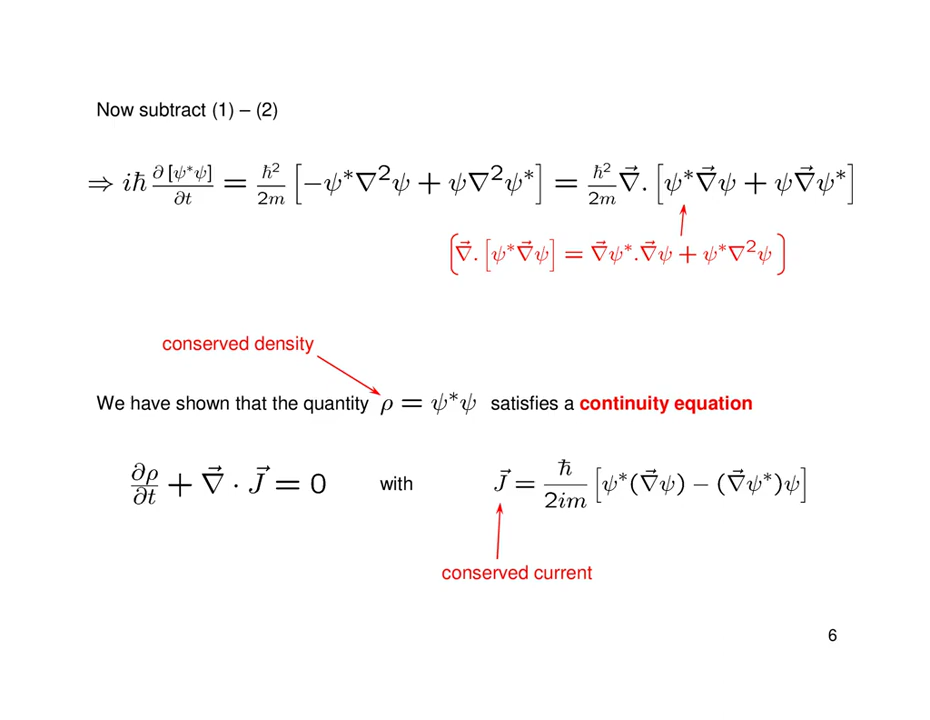 Now subtract (1) – (2)
⇒ iℏ ∂[ψ*ψ]/∂t = ℏ²/2m [−ψ*∇²ψ + ψ∇²ψ*] = ℏ²/2m ∇⃗. [ψ*∇⃗ψ + ψ∇⃗ψ*]
(∇⃗. [ψ*∇⃗ψ] = ∇⃗ψ*.∇⃗ψ + ψ*∇²ψ)
conserved density
We have shown that the quantity ρ = ψ*ψ satisfies a continuity equation
∂ρ/∂t + ∇⃗ · J⃗ = 0 with J⃗ = ℏ/2im [ψ*(∇⃗ψ) − (∇⃗ψ*)ψ]
conserved current
6